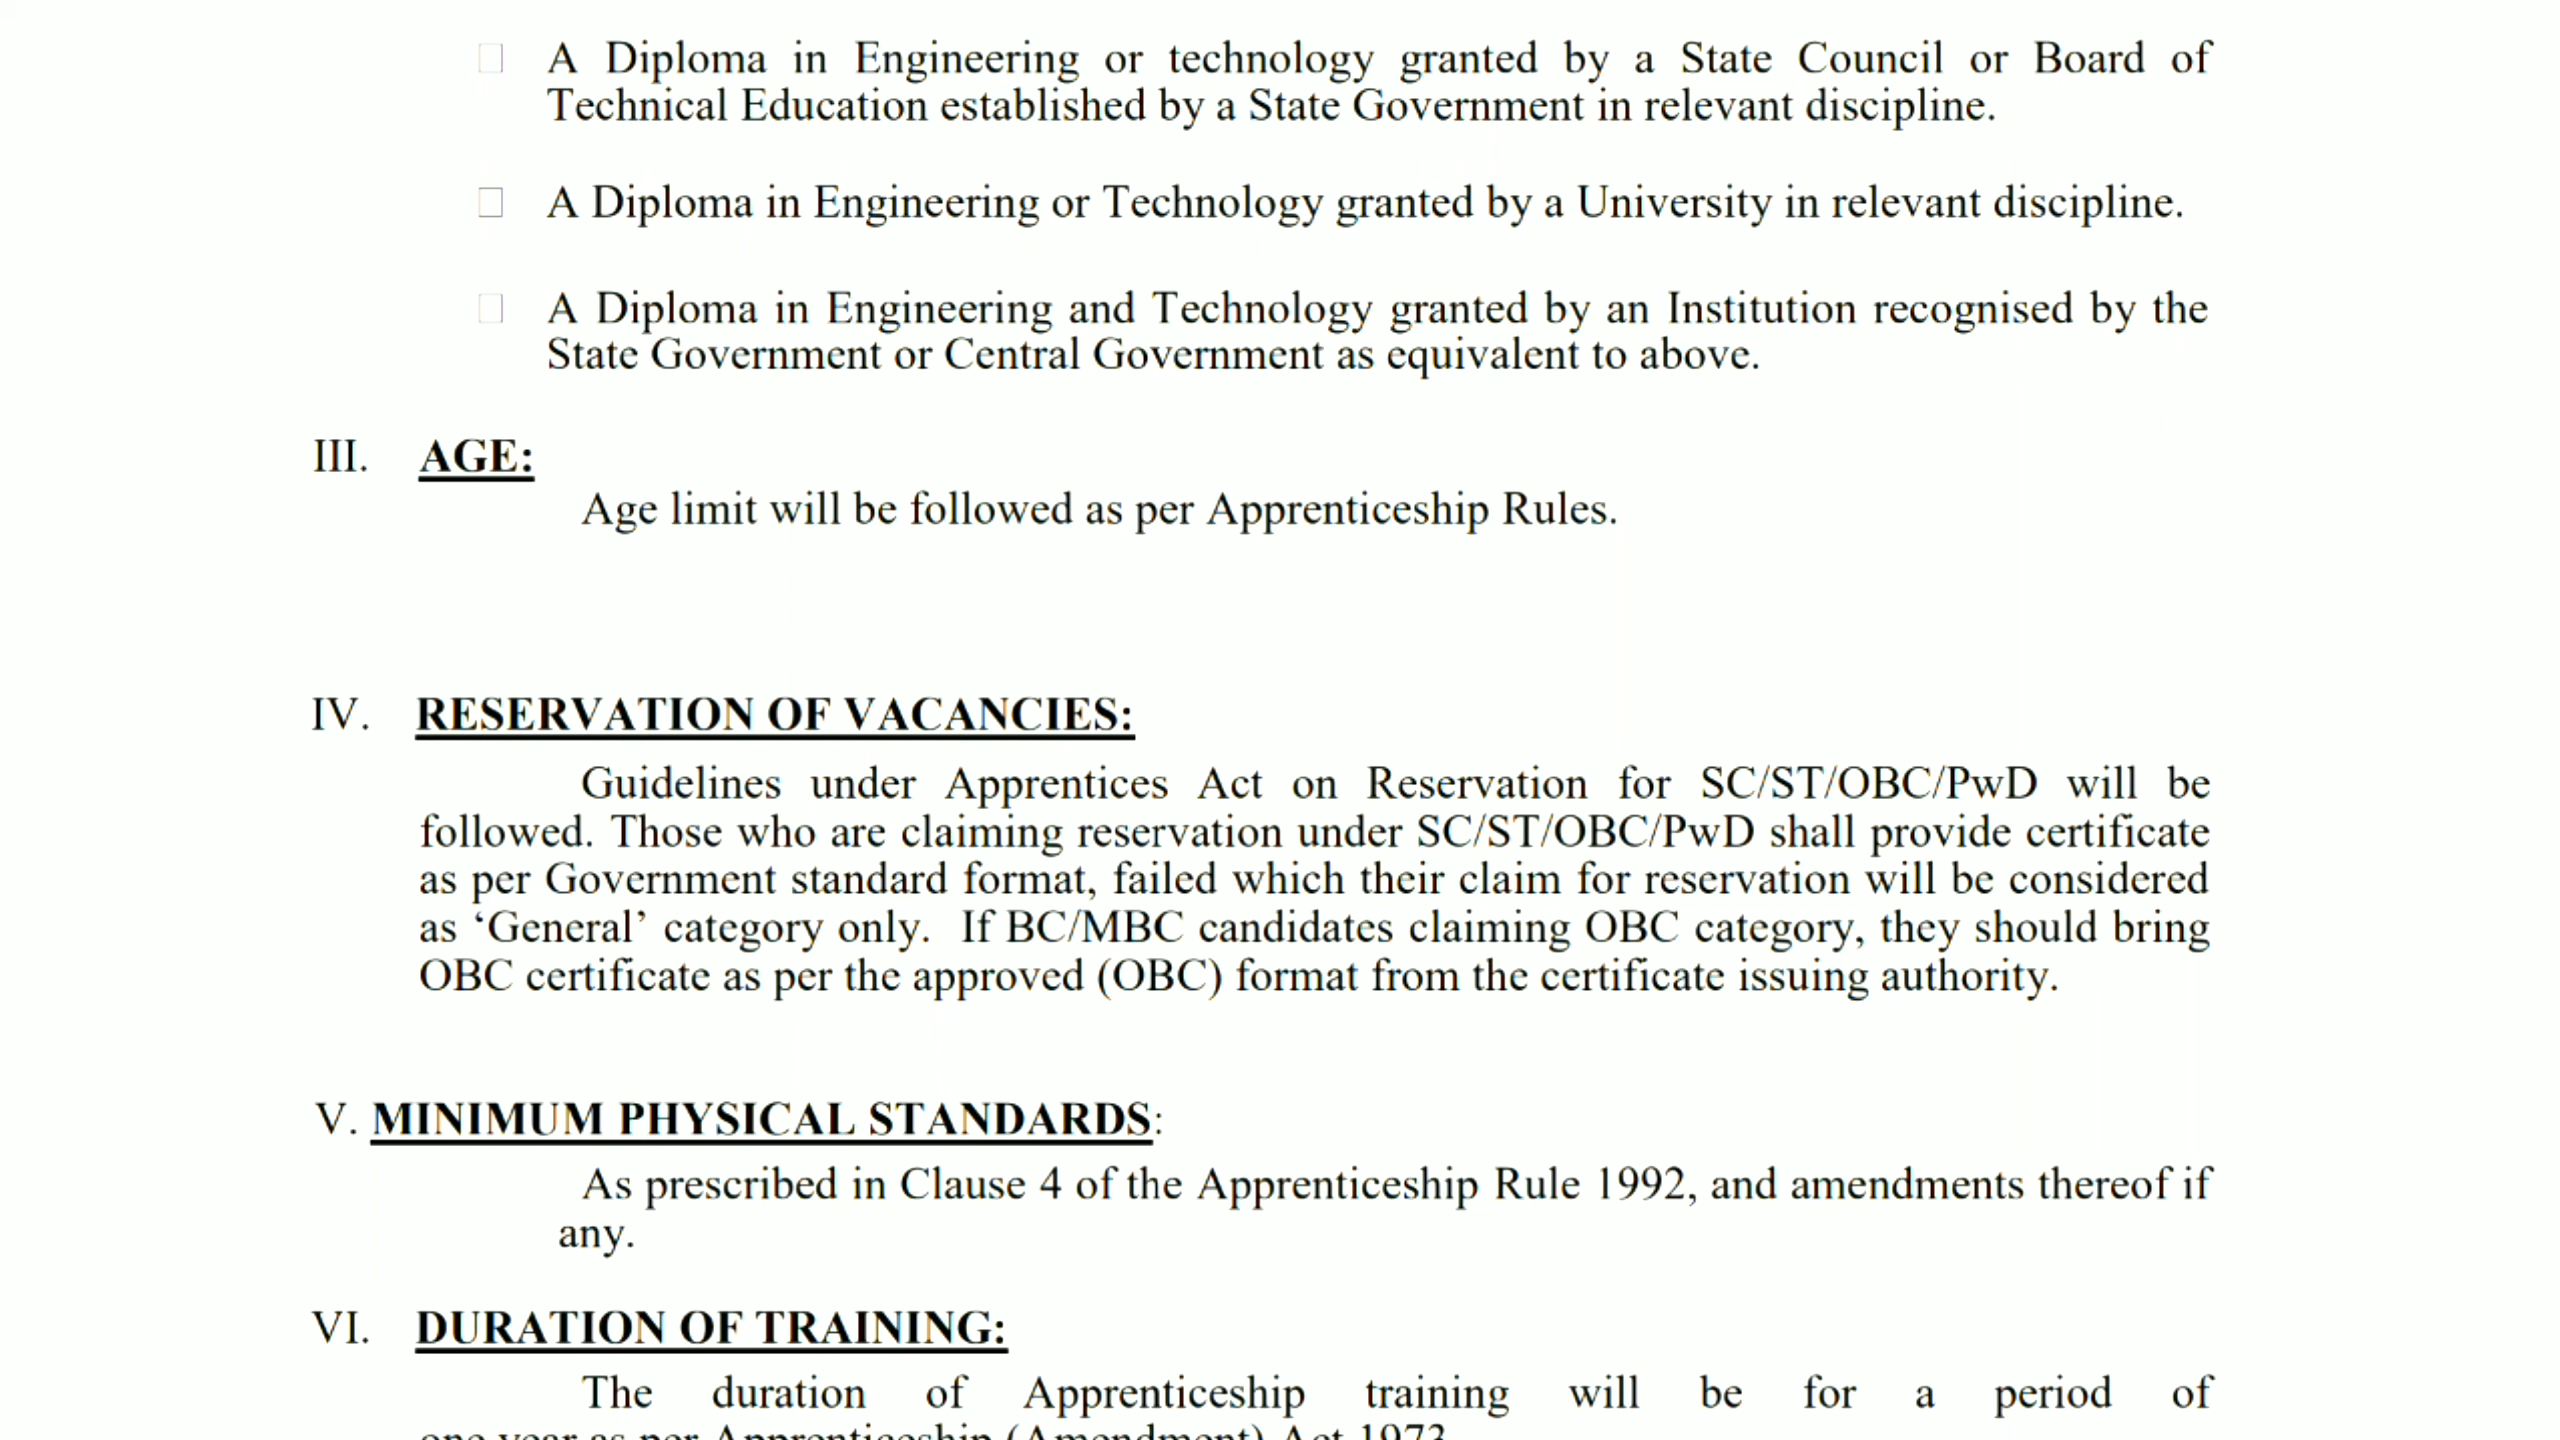 A Diploma in Engineering or technology granted by a State Council or Board of
Technical Education established by a State Government in relevant discipline.
A Diploma in Engineering or Technology granted by a University in relevant discipline.
A Diploma in Engineering and Technology granted by an Institution recognised by the
State Government or Central Government as equivalent to above.
III. AGE:
Age limit will be followed as per Apprenticeship Rules.
IV. RESERVATION OF VACANCIES:
Guidelines under Apprentices Act on Reservation for SC/ST/OBC/PwD will be
followed. Those who are claiming reservation under SC/ST/OBC/PwD shall provide certificate
as per Government standard format, failed which their claim for reservation will be considered
as ‘General’ category only. If BC/MBC candidates claiming OBC category, they should bring
OBC certificate as per the approved (OBC) format from the certificate issuing authority.
V. MINIMUM PHYSICAL STANDARDS:
As prescribed in Clause 4 of the Apprenticeship Rule 1992, and amendments thereof if
any.
VI. DURATION OF TRAINING:
The duration of Apprenticeship training will be for a period of
one year as per Apprenticeship (Amendment) Act 1973